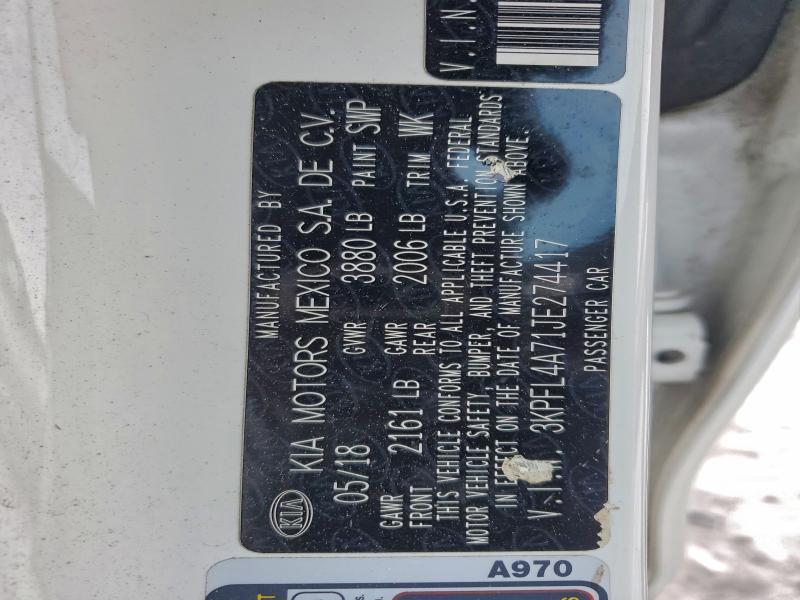 V.I.N.
MANUFACTURED BY
KIA KIA MOTORS MEXICO S.A. DE C.V.
05/18 GVWR 3880 LB PAINT SWP
GAWR FRONT 2161 LB GAWR REAR 2006 LB TRIM WK
THIS VEHICLE CONFORMS TO ALL APPLICABLE U.S.A. FEDERAL
MOTOR VEHICLE SAFETY, BUMPER, AND THEFT PREVENTION STANDARDS
IN EFFECT ON THE DATE OF MANUFACTURE SHOWN ABOVE.
V.I.N. 3KPFL4A71JE274417
PASSENGER CAR
A970